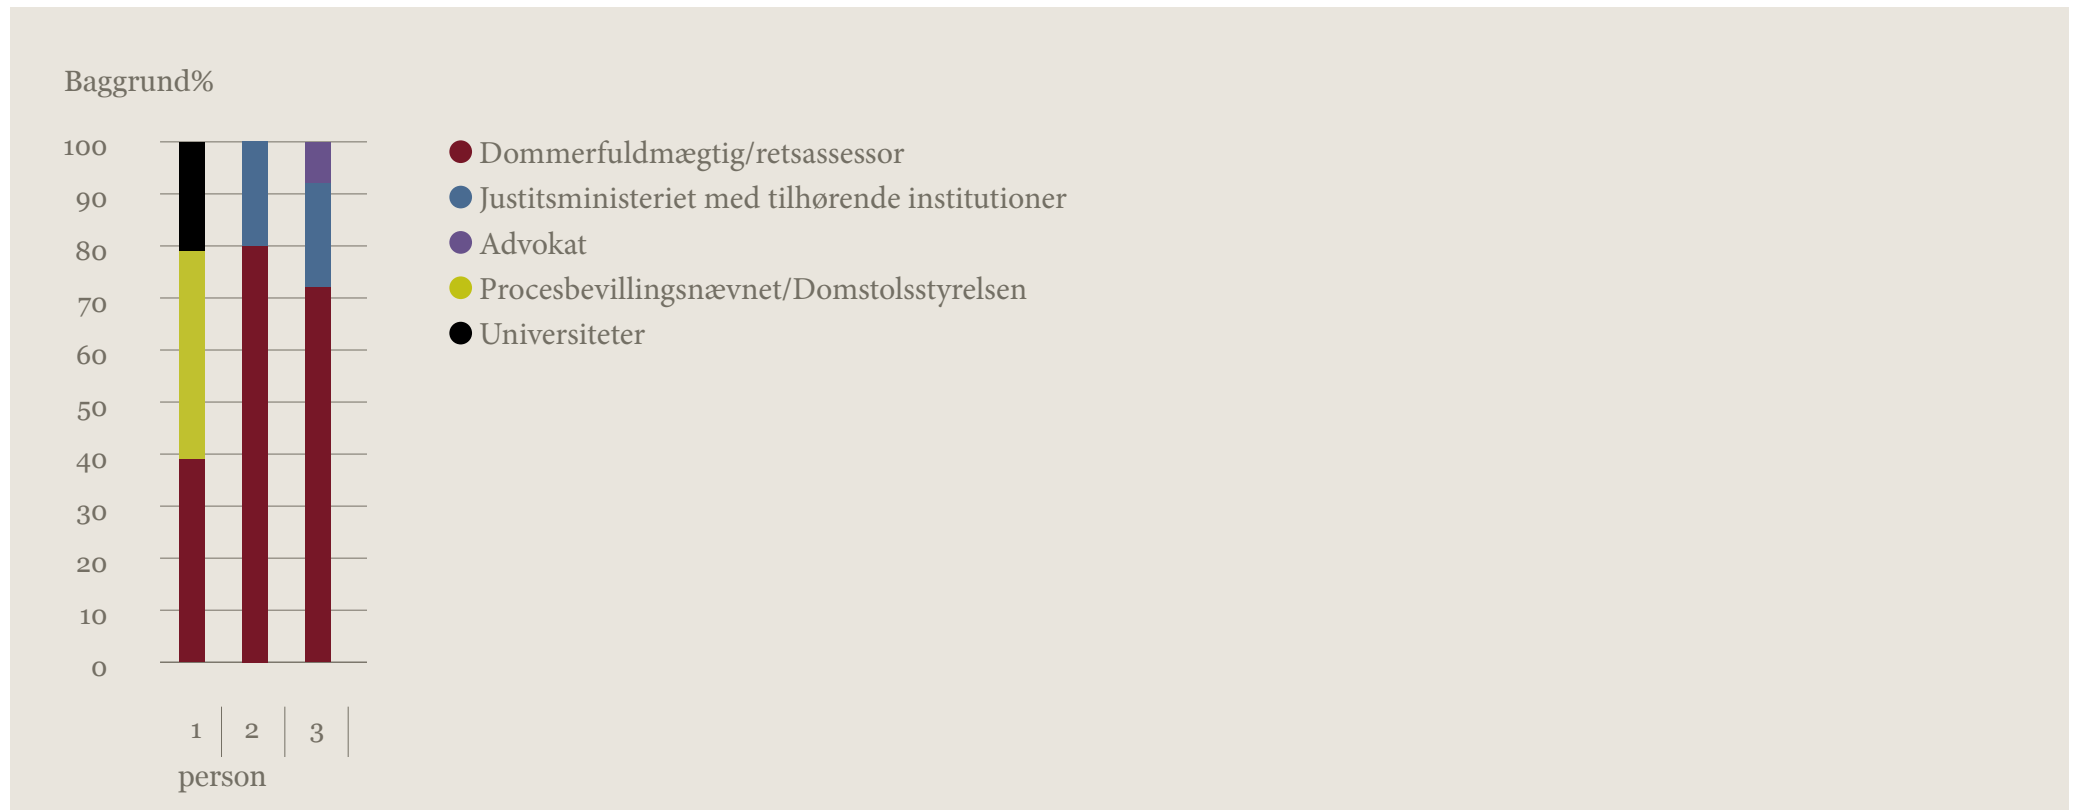 Baggrund%
100
90
80
70
60
50
40
30
20
10
0
1 2 3
person
Dommerfuldmægtig/retsassessor
Justitsministeriet med tilhørende institutioner
Advokat
Procesbevillingsnævnet/Domstolsstyrelsen
Universiteter